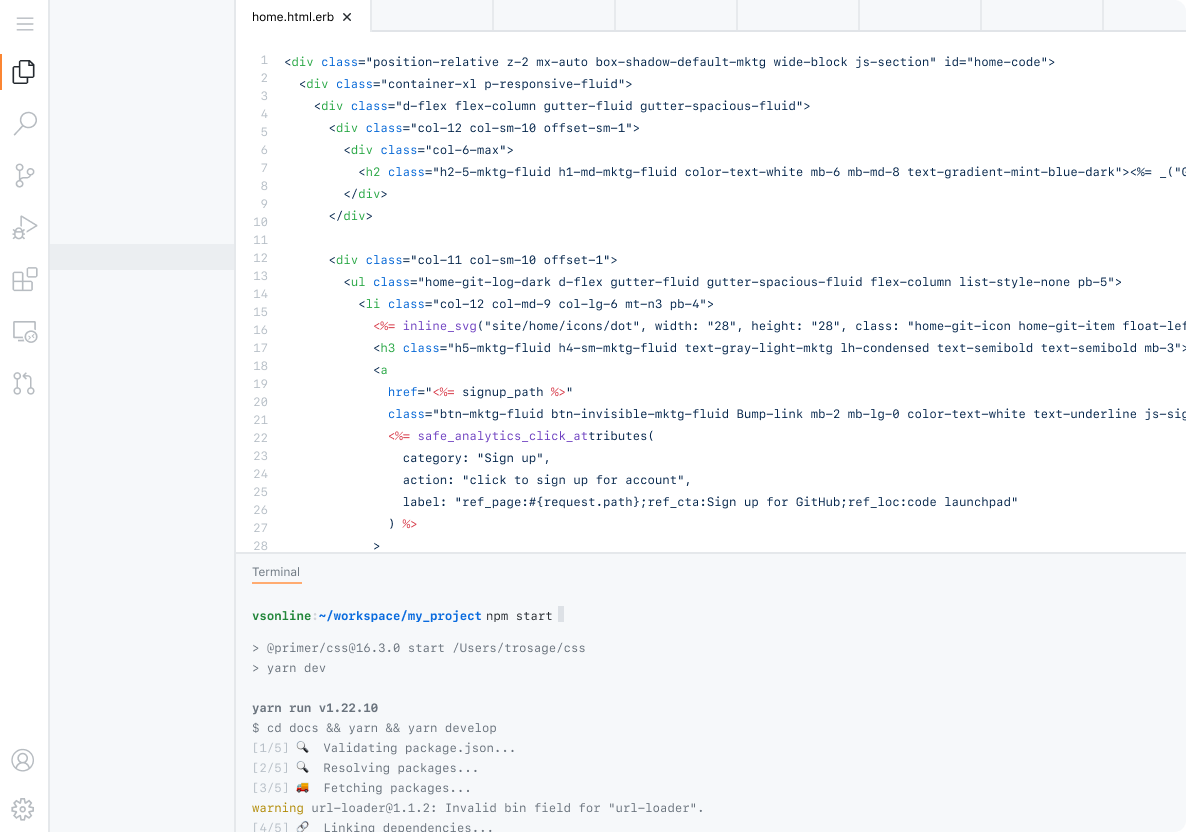 home.html.erb ×
1 <div class="position-relative z-2 mx-auto box-shadow-default-mktg wide-block js-section" id="home-code">
2 <div class="container-xl p-responsive-fluid">
3 <div class="d-flex flex-column gutter-fluid gutter-spacious-fluid">
4 <div class="col-12 col-sm-10 offset-sm-1">
5 <div class="col-6-max">
6 <h2 class="h2-5-mktg-fluid h1-md-mktg-fluid color-text-white mb-6 mb-md-8 text-gradient-mint-blue-dark"><%= _("G
7 </div>
8 </div>
9
10 <div class="col-11 col-sm-10 offset-1">
11 <ul class="home-git-log-dark d-flex gutter-fluid gutter-spacious-fluid flex-column list-style-none pb-5">
12 <li class="col-12 col-md-9 col-lg-6 mt-n3 pb-4">
13 <%= inline_svg("site/home/icons/dot", width: "28", height: "28", class: "home-git-icon home-git-item float-lef
14 <h3 class="h5-mktg-fluid h4-sm-mktg-fluid text-gray-light-mktg lh-condensed text-semibold text-semibold mb-3">
15 <a
16 href="<%= signup_path %>"
17 class="btn-mktg-fluid btn-invisible-mktg-fluid Bump-link mb-2 mb-lg-0 color-text-white text-underline js-sig
18 <%= safe_analytics_click_attributes(
19 category: "Sign up",
20 action: "click to sign up for account",
21 label: "ref_page:#{request.path};ref_cta:Sign up for GitHub;ref_loc:code launchpad"
22 ) %>
23 >
24
25
26
27
28
Terminal
vsonline:~/workspace/my_project npm start
> @primer/css@16.3.0 start /Users/trosage/css
> yarn dev
yarn run v1.22.10
$ cd docs && yarn && yarn develop
[1/5] 🔍 Validating package.json...
[2/5] 🔍 Resolving packages...
[3/5] 🚚 Fetching packages...
warning url-loader@1.1.2: Invalid bin field for "url-loader".
[4/5] 🔗 Linking dependencies...